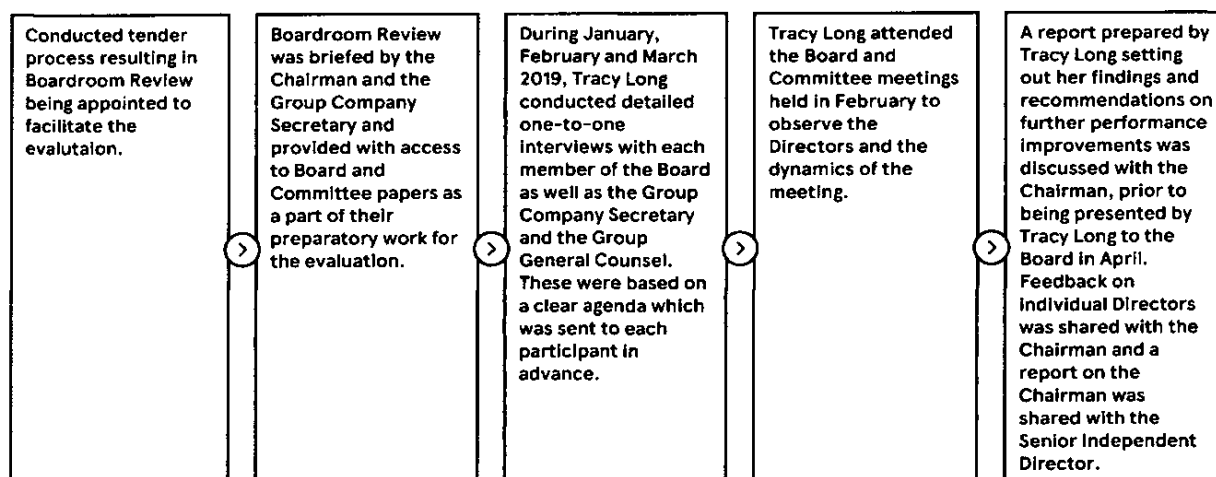 Conducted tender
process resulting in
Boardroom Review
being appointed to
facilitate the
evalutaion.
Boardroom Review
was briefed by the
Chairman and the
Group Company
Secretary and
provided with access
to Board and
Committee papers as
a part of their
preparatory work for
the evaluation.
During January,
February and March
2019, Tracy Long
conducted detailed
one-to-one
interviews with each
member of the Board
as well as the Group
Company Secretary
and the Group
General Counsel.
These were based on
a clear agenda which
was sent to each
participant in
advance.
Tracy Long attended
the Board and
Committee meetings
held in February to
observe the
Directors and the
dynamics of the
meeting.
A report prepared by
Tracy Long setting
out her findings and
recommendations on
further performance
improvements was
discussed with the
Chairman, prior to
being presented by
Tracy Long to the
Board in April.
Feedback on
individual Directors
was shared with the
Chairman and a
report on the
Chairman was
shared with the
Senior Independent
Director.